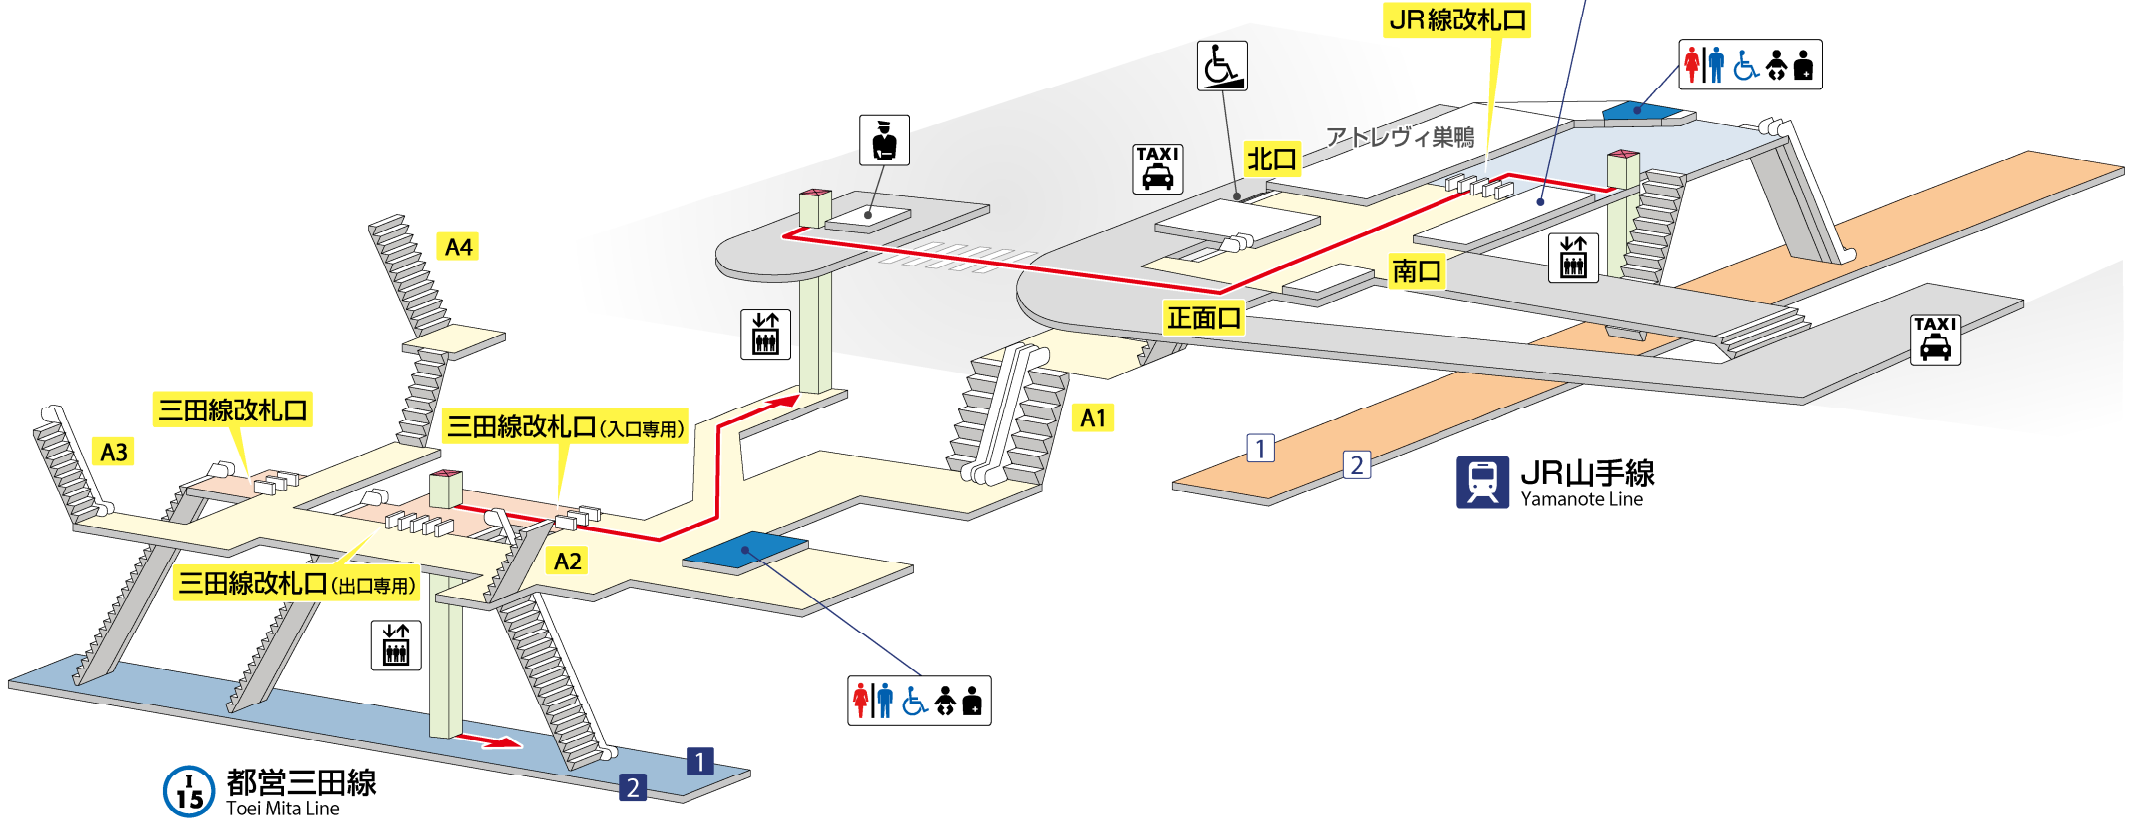 JR線改札口
アトレヴィ巣鴨
TAXI
北口
A4
南口
正面口
TAXI
三田線改札口
三田線改札口(入口専用)
A1
A3
1
2
JR山手線
Yamanote Line
A2
三田線改札口(出口専用)
1
2
I
15
都営三田線
Toei Mita Line